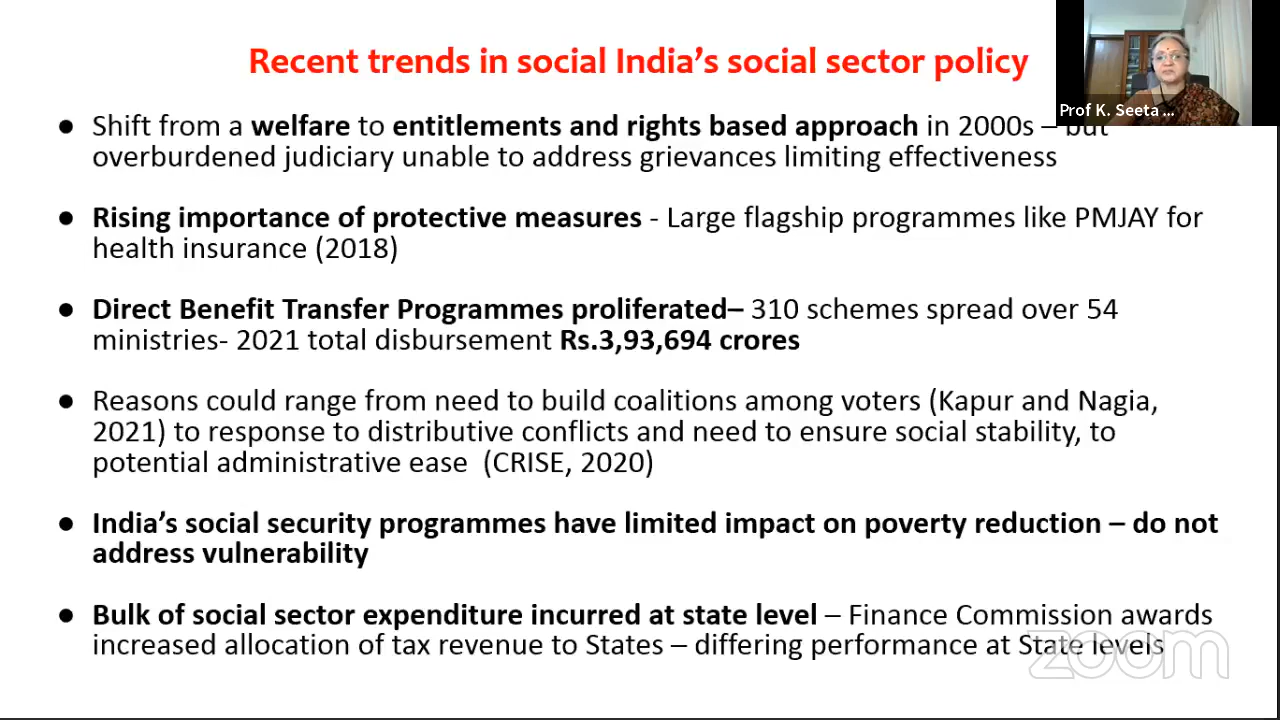 Recent trends in social India’s social sector policy
Prof K. Seeta ...
● Shift from a welfare to entitlements and rights based approach in 2000s – but
overburdened judiciary unable to address grievances limiting effectiveness
● Rising importance of protective measures - Large flagship programmes like PMJAY for
health insurance (2018)
● Direct Benefit Transfer Programmes proliferated– 310 schemes spread over 54
ministries- 2021 total disbursement Rs.3,93,694 crores
● Reasons could range from need to build coalitions among voters (Kapur and Nagia,
2021) to response to distributive conflicts and need to ensure social stability, to
potential administrative ease (CRISE, 2020)
● India’s social security programmes have limited impact on poverty reduction – do not
address vulnerability
● Bulk of social sector expenditure incurred at state level – Finance Commission awards
increased allocation of tax revenue to States – differing performance at State levels
zoom